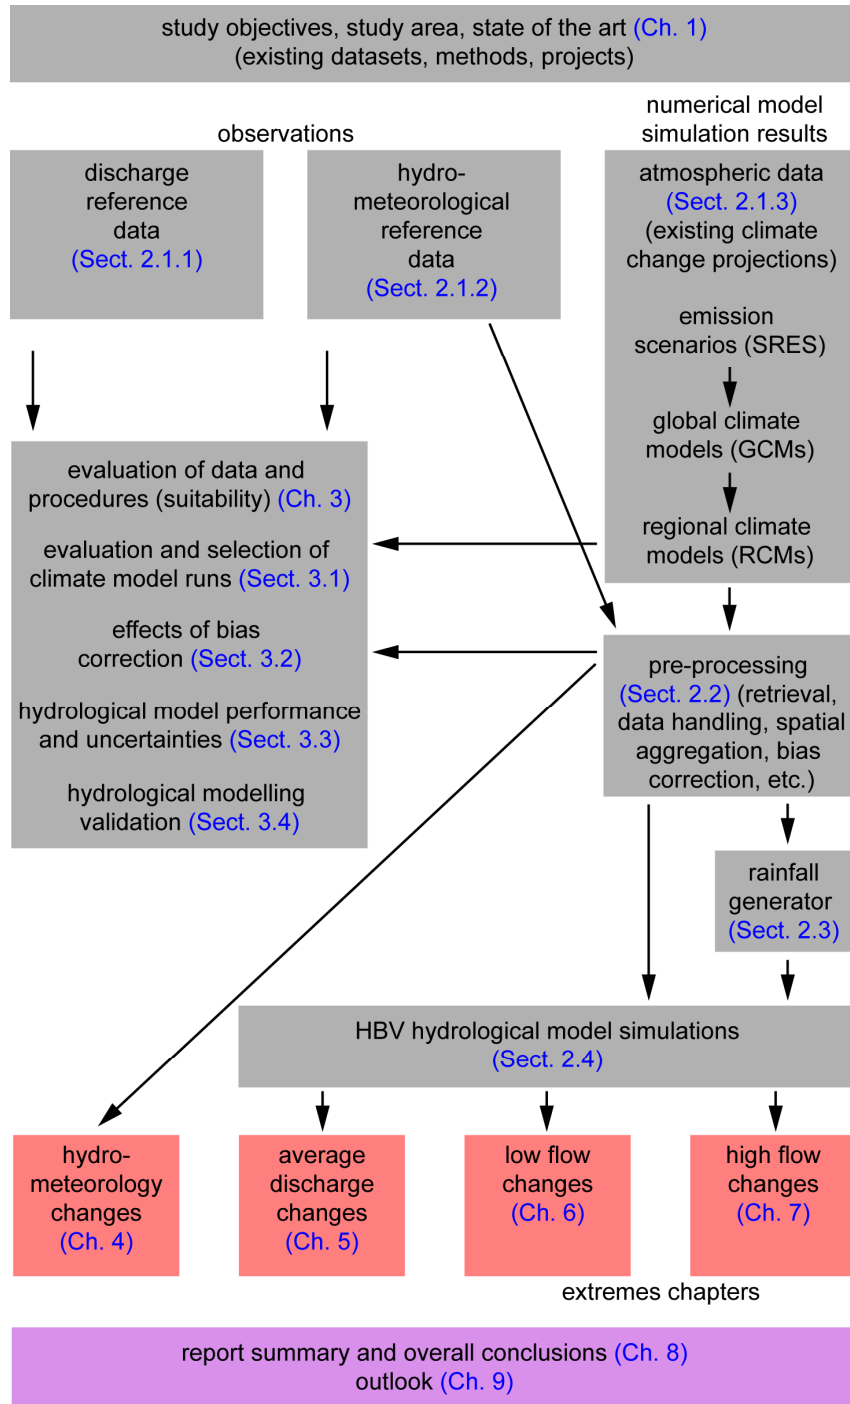 study objectives, study area, state of the art (Ch. 1)
(existing datasets, methods, projects)
observations
numerical model
simulation results
discharge
reference
data
(Sect. 2.1.1)
hydro-
meteorological
reference
data
(Sect. 2.1.2)
atmospheric data
(Sect. 2.1.3)
(existing climate
change projections)
emission
scenarios (SRES)
global climate
models (GCMs)
regional climate
models (RCMs)
evaluation of data and
procedures (suitability) (Ch. 3)
evaluation and selection of
climate model runs (Sect. 3.1)
effects of bias
correction (Sect. 3.2)
hydrological model performance
and uncertainties (Sect. 3.3)
hydrological modelling
validation (Sect. 3.4)
pre-processing
(Sect. 2.2) (retrieval,
data handling, spatial
aggregation, bias
correction, etc.)
rainfall
generator
(Sect. 2.3)
HBV hydrological model simulations
(Sect. 2.4)
hydro-
meteorology
changes
(Ch. 4)
average
discharge
changes
(Ch. 5)
low flow
changes
(Ch. 6)
high flow
changes
(Ch. 7)
extremes chapters
report summary and overall conclusions (Ch. 8)
outlook (Ch. 9)